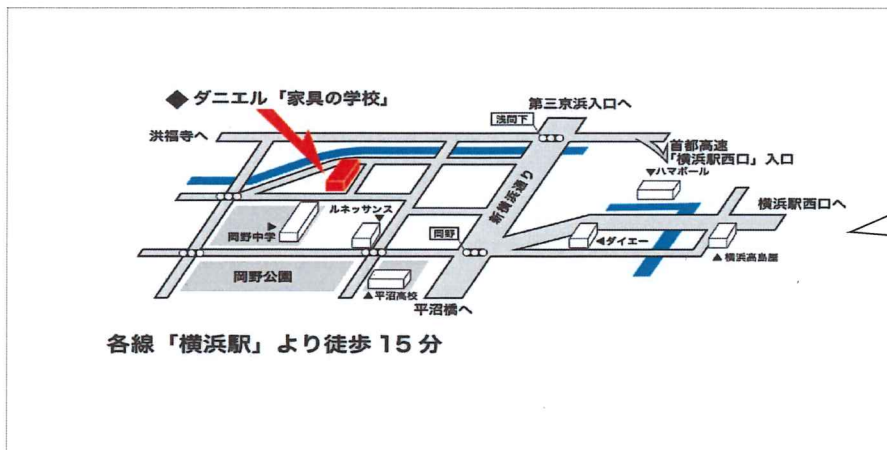 ◆ ダニエル「家具の学校」
第三京浜入口へ
浅間下
洪福寺へ
首都高速
「横浜駅西口」入口
▼ハマボール
新横浜通り
横浜駅西口へ
ルネッサンス
▼
岡野中学
▶
岡野
◀ダイエー
▲横浜高島屋
岡野公園
▲平沼高校
平沼橋へ
各線「横浜駅」より徒歩 15 分